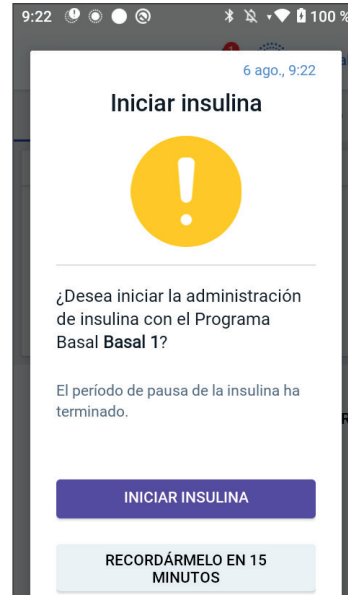 9:22 100 %
1
6 ago., 9:22
Iniciar insulina
¿Desea iniciar la administración
de insulina con el Programa
Basal Basal 1?
El período de pausa de la insulina ha
terminado.
INICIAR INSULINA
RECORDÁRMELO EN 15
MINUTOS